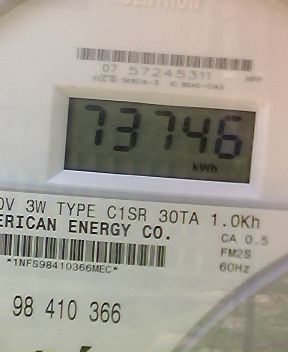 CENTRON
07 57245311
73746
kWh
0V 3W TYPE C1SR 30TA 1.0Kh
ERICAN ENERGY CO.
CA 0.5
FM2S
60Hz
*1NFS98410366MEC*
98 410 366